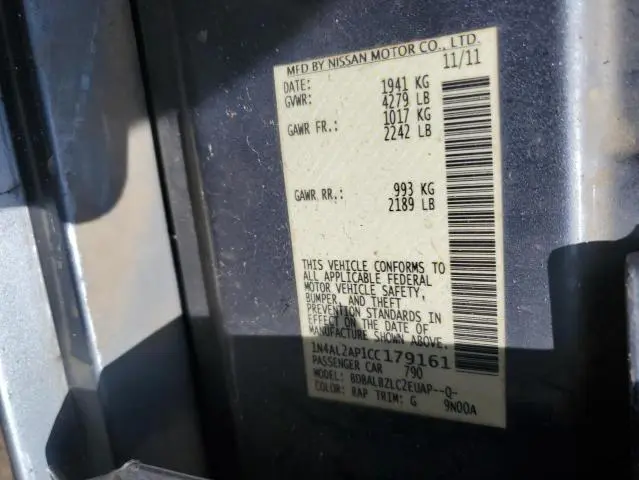 MFD BY NISSAN MOTOR CO., LTD.
DATE: 11/11
GVWR: 1941 KG
4279 LB
GAWR FR.: 1017 KG
2242 LB
GAWR RR.: 993 KG
2189 LB
THIS VEHICLE CONFORMS TO
ALL APPLICABLE FEDERAL
MOTOR VEHICLE SAFETY,
BUMPER, AND THEFT
PREVENTION STANDARDS IN
EFFECT ON THE DATE OF
MANUFACTURE SHOWN ABOVE.
1N4AL2AP1CC179161
PASSENGER CAR 790
MODEL: BDBALBZLC2EUAP--Q-
COLOR: RAP TRIM: G 9N00A